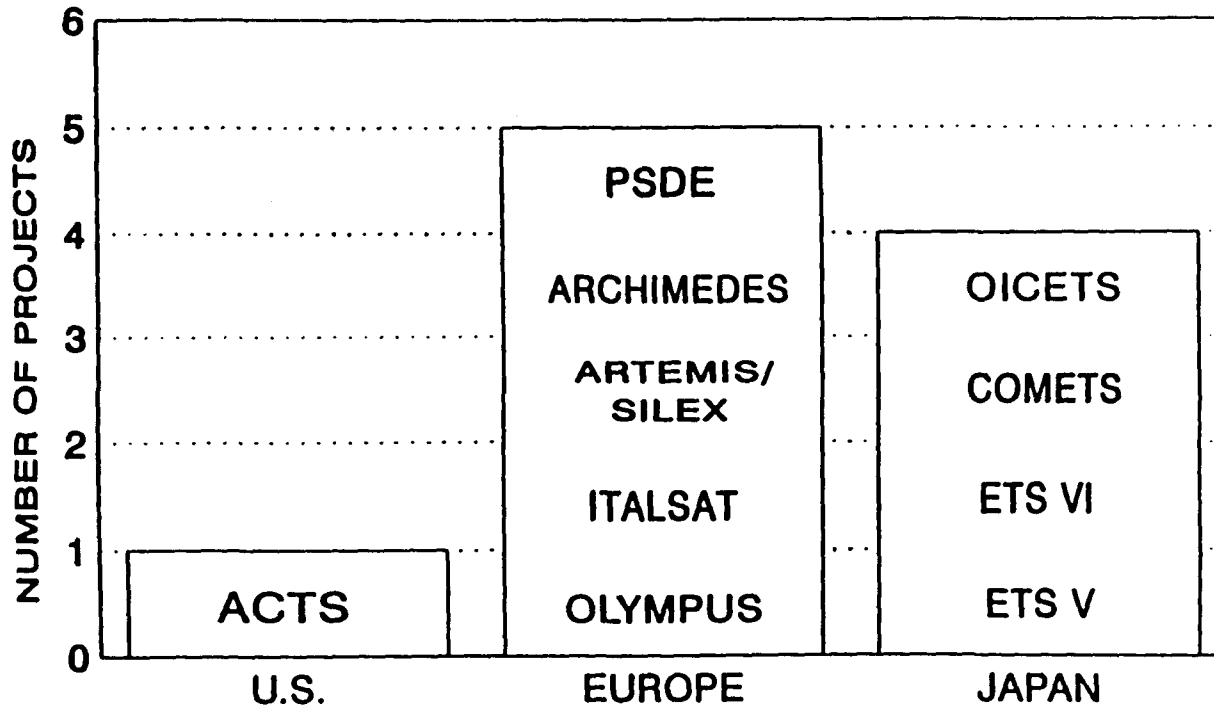 NUMBER OF PROJECTS
6
5
4
3
2
1
0
ACTS
PSDE
ARCHIMEDES
ARTEMIS/
SILEX
ITALSAT
OLYMPUS
OICETS
COMETS
ETS VI
ETS V
U.S.
EUROPE
JAPAN